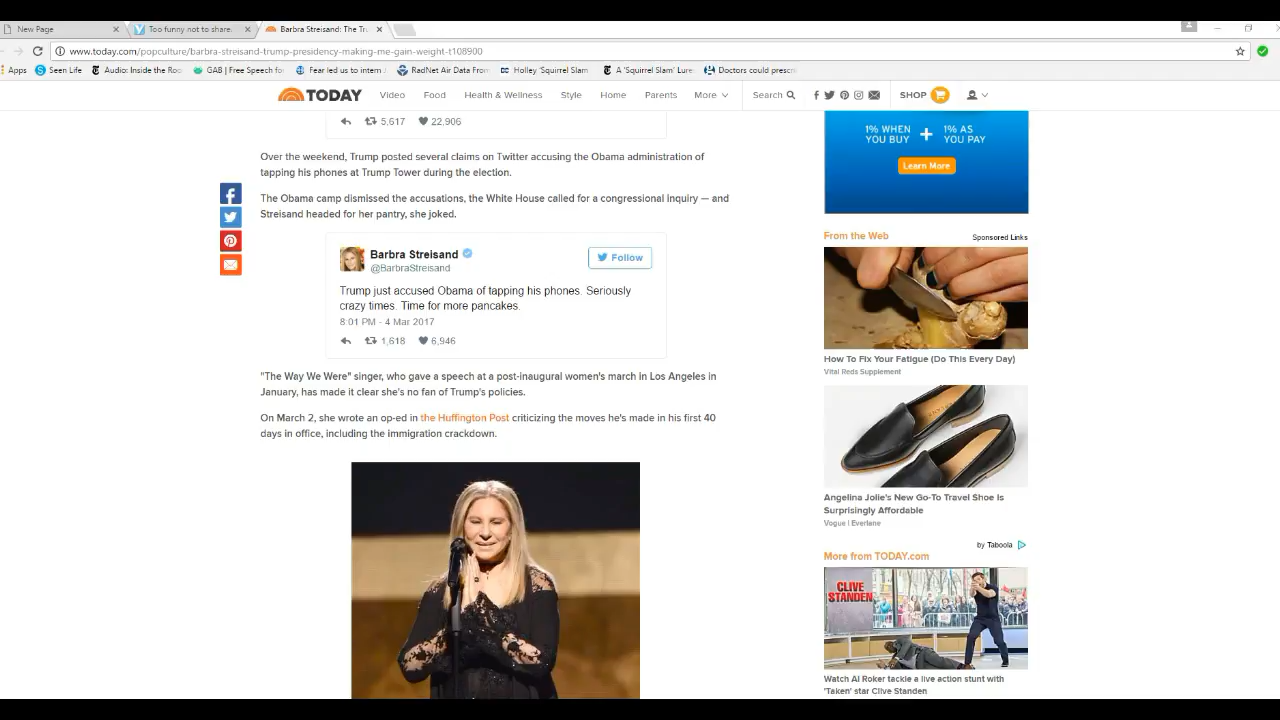 New Page
Too funny not to share.
Barbra Streisand: The Tr
www.today.com/popculture/barbra-streisand-trump-presidency-making-me-gain-weight-t108900
Apps
Seen Life
Audio: Inside the Roo
GAB | Free Speech fo
Fear led us to intern J
RadNet Air Data From
Holley 'Squirrel Slam
A 'Squirrel Slam' Lure
Doctors could prescr
TODAY
Video
Food
Health & Wellness
Style
Home
Parents
More
Search
SHOP
5,617
22,906
Over the weekend, Trump posted several claims on Twitter accusing the Obama administration of
tapping his phones at Trump Tower during the election.
The Obama camp dismissed the accusations, the White House called for a congressional inquiry — and
Streisand headed for her pantry, she joked.
Barbra Streisand
@BarbraStreisand
Follow
Trump just accused Obama of tapping his phones. Seriously
crazy times. Time for more pancakes.
8:01 PM - 4 Mar 2017
1,618
6,946
"The Way We Were" singer, who gave a speech at a post-inaugural women's march in Los Angeles in
January, has made it clear she's no fan of Trump's policies.
On March 2, she wrote an op-ed in the Huffington Post criticizing the moves he's made in his first 40
days in office, including the immigration crackdown.
1% WHEN
YOU BUY
+
1% AS
YOU PAY
Learn More
From the Web
Sponsored Links
How To Fix Your Fatigue (Do This Every Day)
Vital Reds Supplement
Angelina Jolie's New Go-To Travel Shoe Is
Surprisingly Affordable
Vogue | Everlane
by Taboola
More from TODAY.com
CLIVE
STANDEN
Watch Al Roker tackle a live action stunt with
'Taken' star Clive Standen